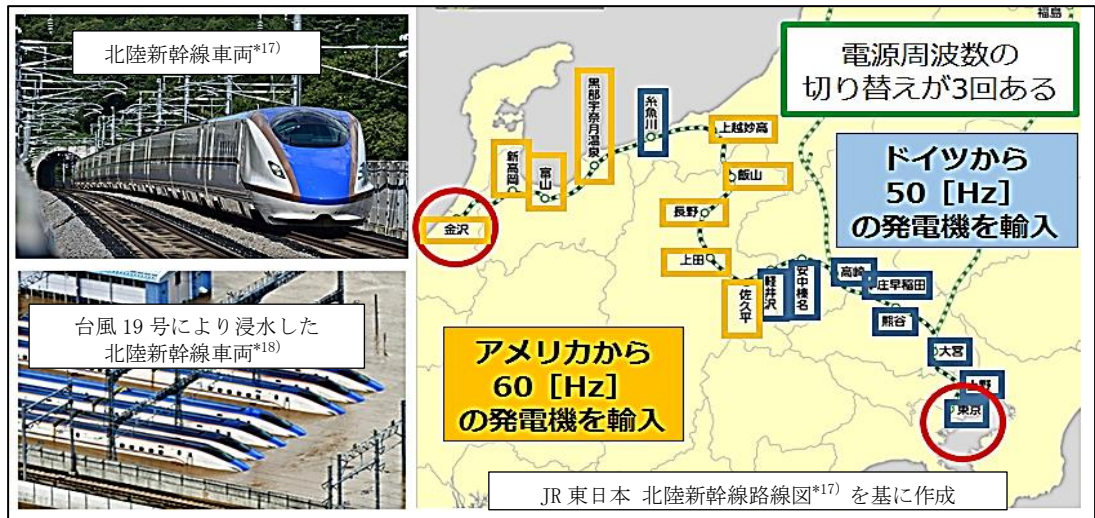 北陸新幹線車両*17)
台風 19 号により浸水した
北陸新幹線車両*18)
福島
電源周波数の
切り替えが3回ある
ドイツから
50［Hz］
の発電機を輸入
アメリカから
60［Hz］
の発電機を輸入
金沢
新高岡
富山
黒部宇奈月温泉
糸魚川
上越妙高
飯山
長野
上田
佐久平
軽井沢
安中榛名
高崎
庄早稲田
熊谷
大宮
上野
東京
JR 東日本 北陸新幹線路線図*17) を基に作成